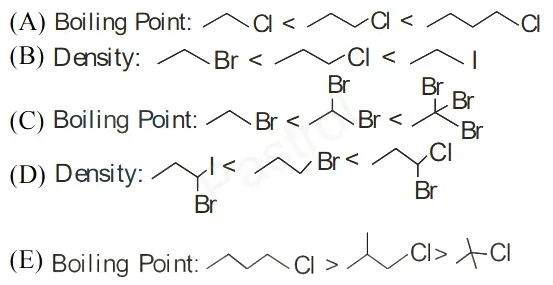 (A) Boiling Point: Cl < Cl < Cl
(B) Density: Br < Cl < I
(C) Boiling Point: Br < Br Br < Br Br Br
(D) Density: I Br < Br < Cl Br
(E) Boiling Point: Cl > Cl > Cl